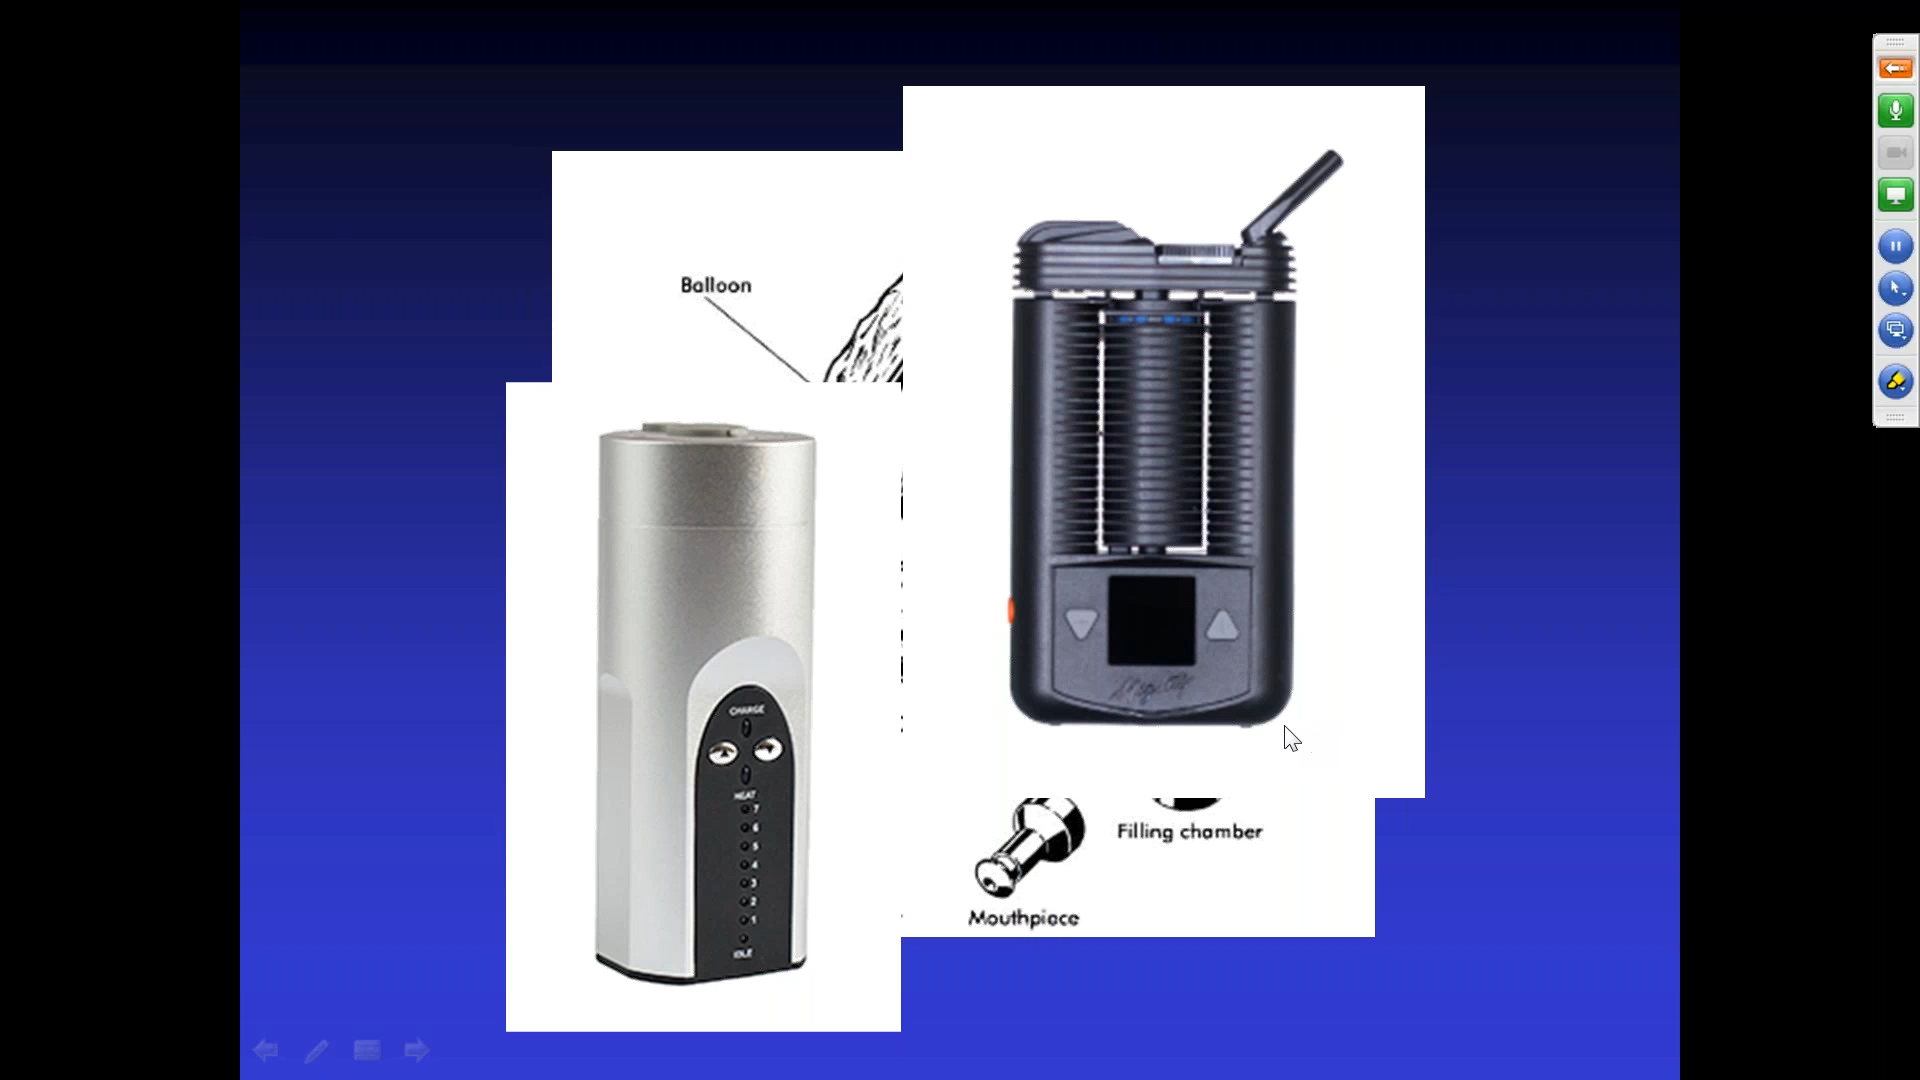 Balloon
CHARGE
HEAT
7
6
5
4
3
2
1
IDLE
Filling chamber
Mouthpiece